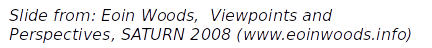 Slide from: Eoin Woods,  Viewpoints and
Perspectives, SATURN 2008 (www.eoinwoods.info)